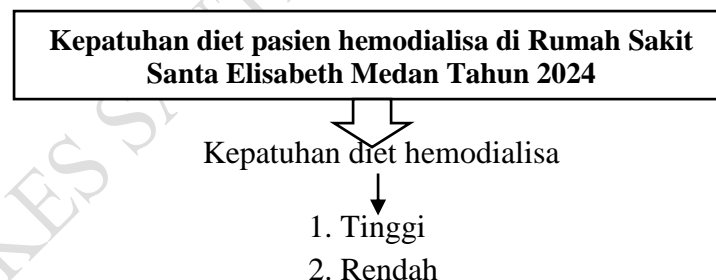 Kepatuhan diet pasien hemodialisa di Rumah Sakit
Santa Elisabeth Medan Tahun 2024
Kepatuhan diet hemodialisa
1. Tinggi
2. Rendah